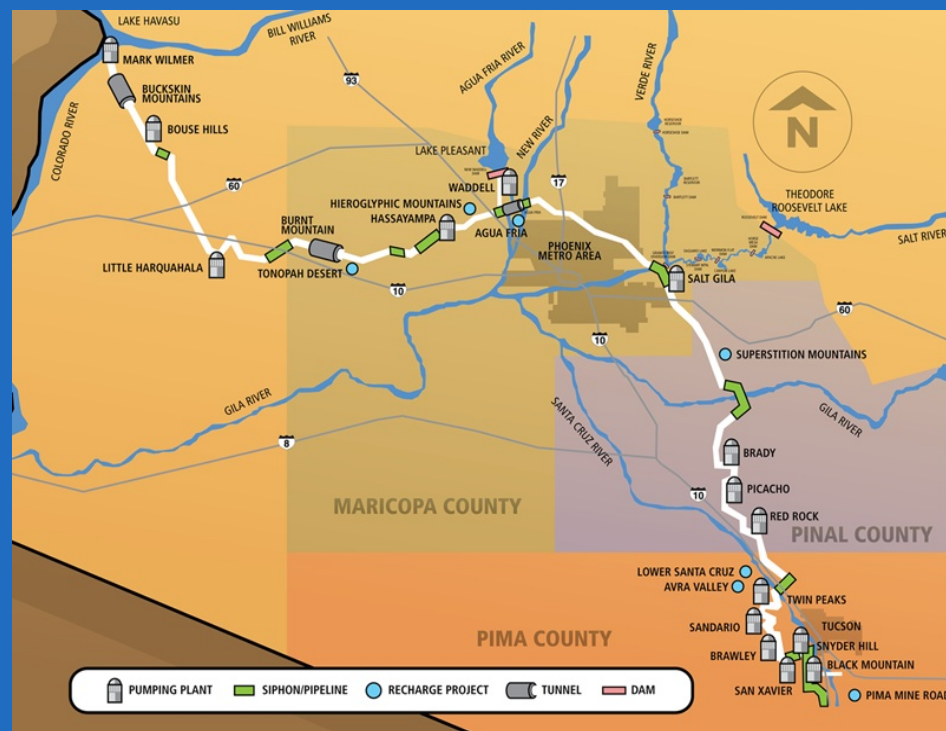 LAKE HAVASU
BILL WILLIAMS
RIVER
MARK WILMER
93
AGUA FRIA RIVER
VERDE RIVER
BUCKSKIN
MOUNTAINS
COLORADO RIVER
BOUSE HILLS
NEW RIVER
N
LAKE PLEASANT
60
17
WADDELL
THEODORE
ROOSEVELT LAKE
HIEROGLYPHIC MOUNTAINS
HASSAYAMPA
BURNT
MOUNTAIN
AGUA FRIA
SALT RIVER
PHOENIX
METRO AREA
LITTLE HARQUAHALA
TONOPAH DESERT
10
SALT GILA
60
10
SUPERSTITION MOUNTAINS
GILA RIVER
SANTA CRUZ RIVER
GILA RIVER
8
BRADY
PICACHO
10
MARICOPA COUNTY
RED ROCK
PINAL COUNTY
LOWER SANTA CRUZ
AVRA VALLEY
TWIN PEAKS
SANDARIO
TUCSON
PIMA COUNTY
SNYDER HILL
BRAWLEY
BLACK MOUNTAIN
SAN XAVIER
PIMA MINE ROAD
PUMPING PLANT
SIPHON/PIPELINE
RECHARGE PROJECT
TUNNEL
DAM